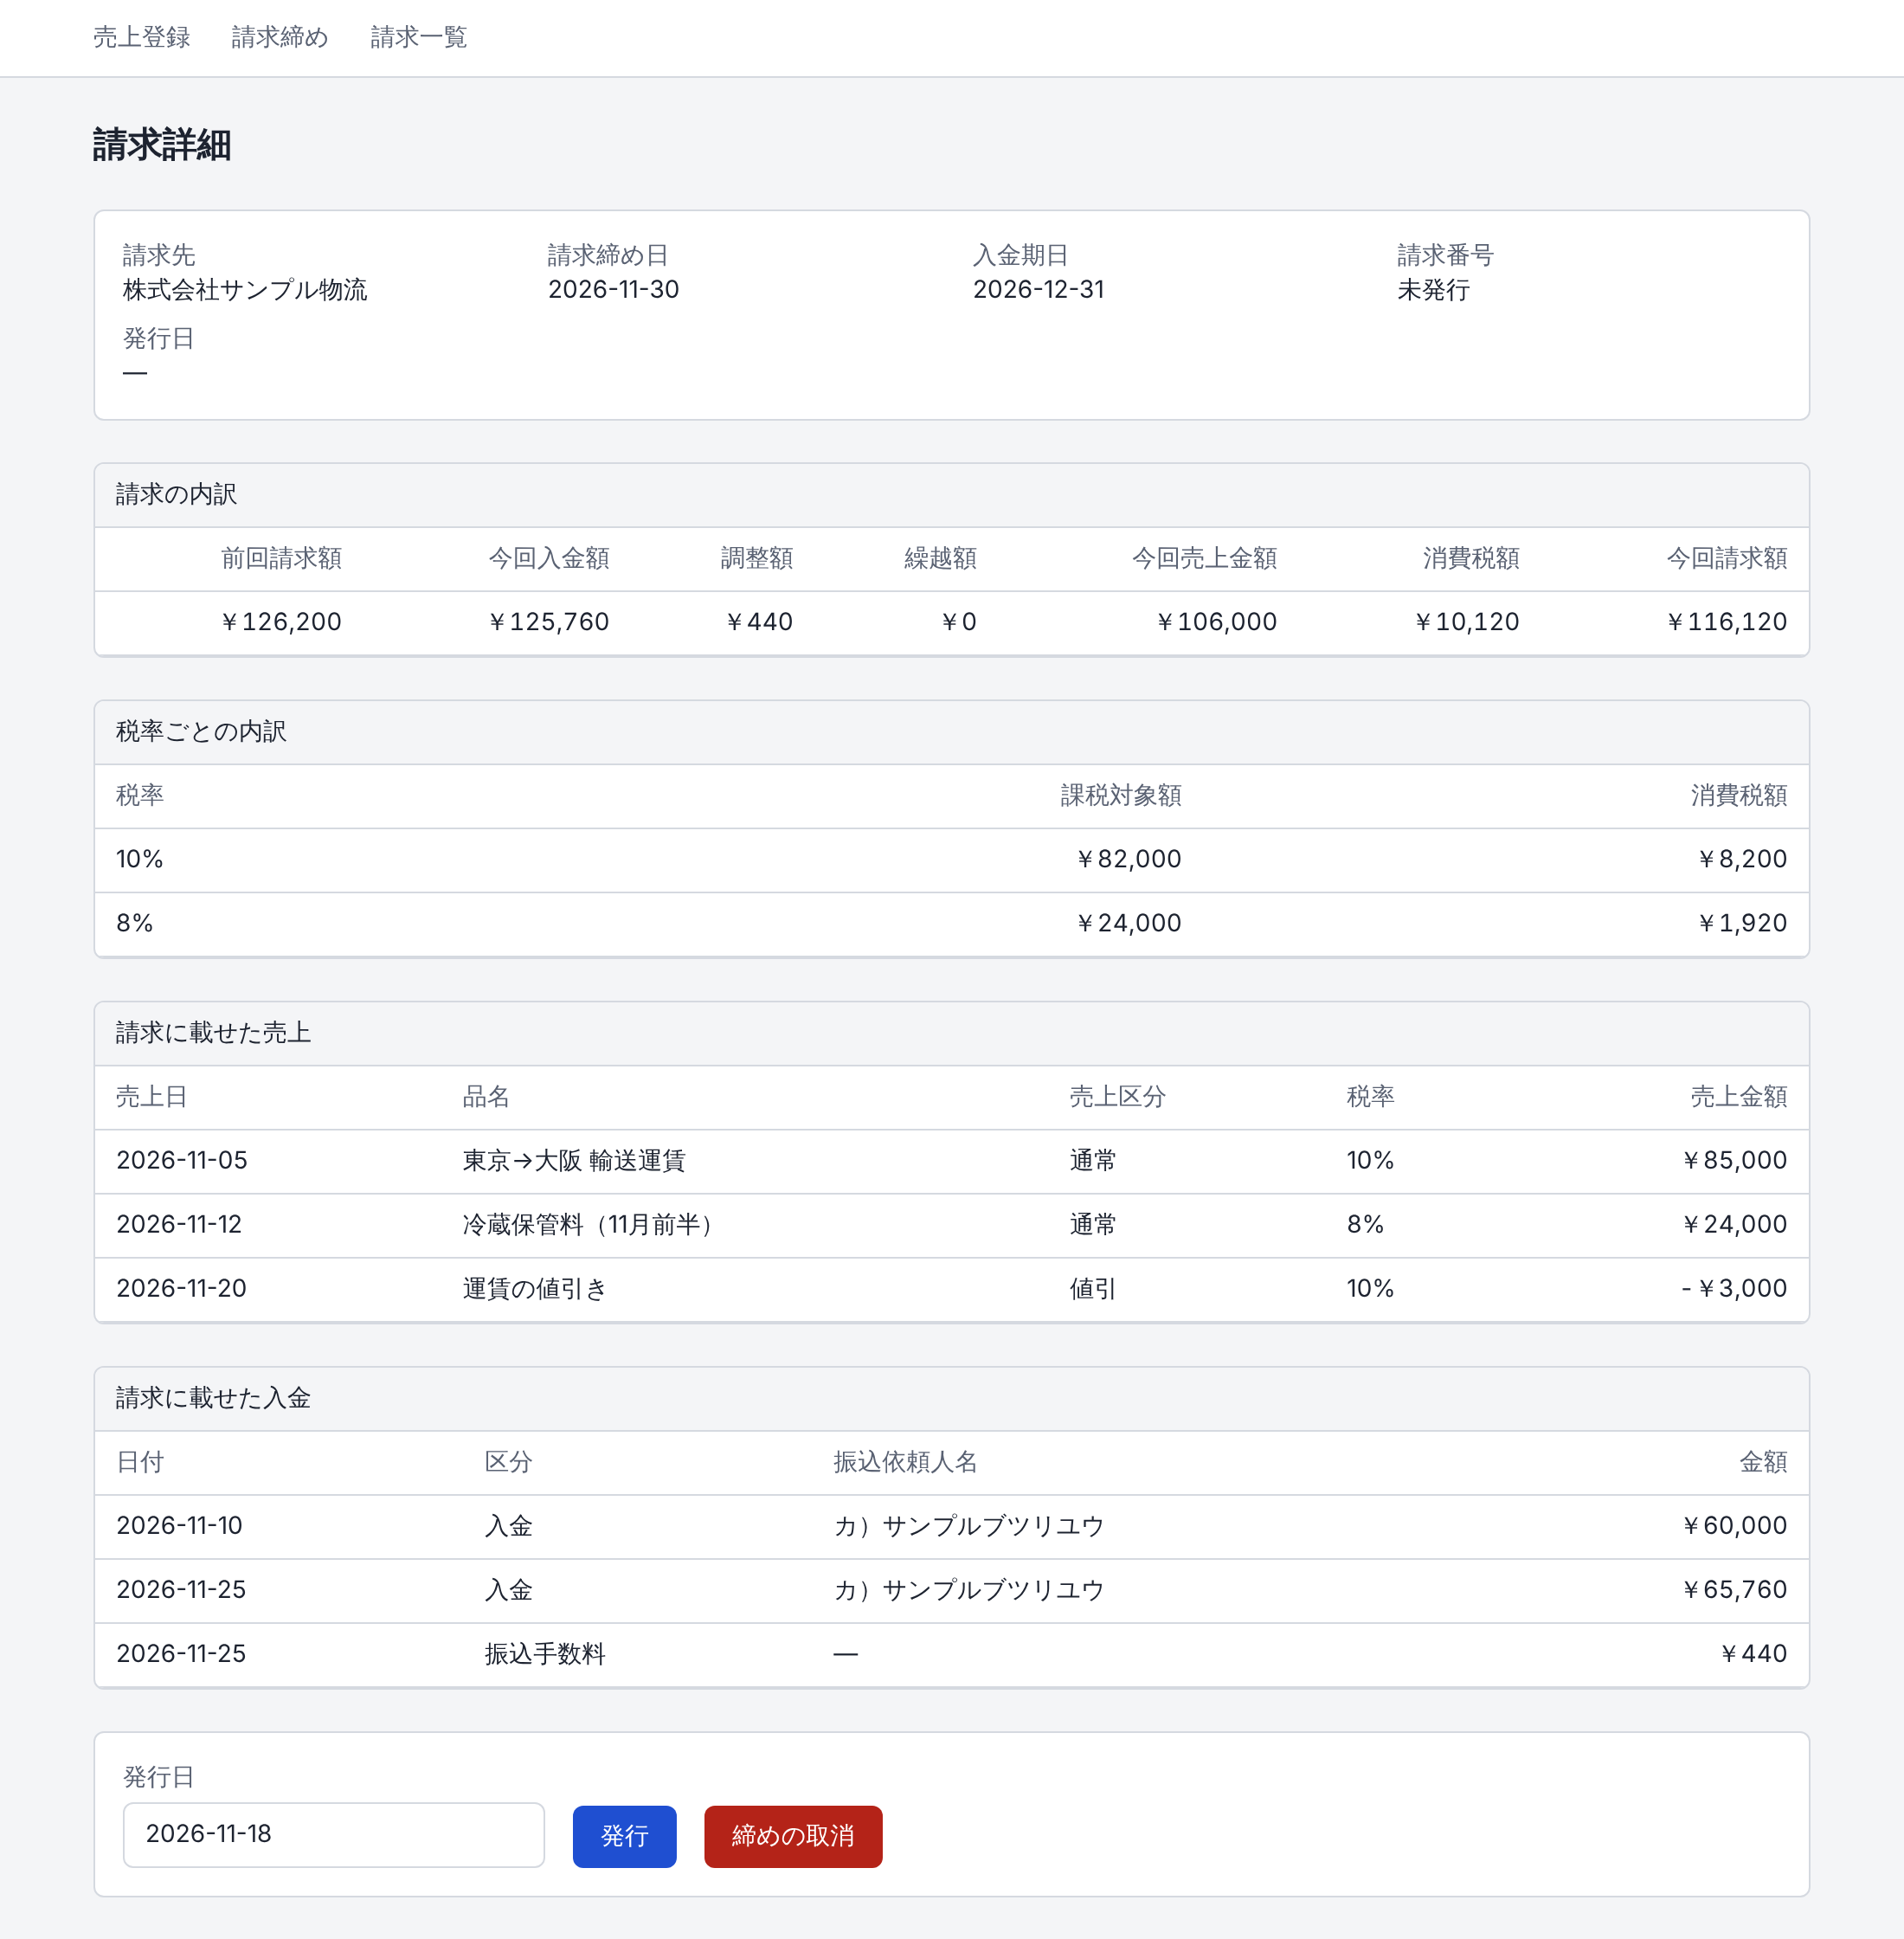 売上登録 請求締め 請求一覧
請求詳細
請求先 請求締め日 入金期日 請求番号
株式会社サンプル物流 2026-11-30 2026-12-31 未発行
発行日
—
請求の内訳
前回請求額 今回入金額 調整額 繰越額 今回売上金額 消費税額 今回請求額
￥126,200 ￥125,760 ￥440 ￥0 ￥106,000 ￥10,120 ￥116,120
税率ごとの内訳
税率 課税対象額 消費税額
10% ￥82,000 ￥8,200
8% ￥24,000 ￥1,920
請求に載せた売上
売上日 品名 売上区分 税率 売上金額
2026-11-05 東京→大阪 輸送運賃 通常 10% ￥85,000
2026-11-12 冷蔵保管料（11月前半） 通常 8% ￥24,000
2026-11-20 運賃の値引き 値引 10% -￥3,000
請求に載せた入金
日付 区分 振込依頼人名 金額
2026-11-10 入金 カ）サンプルブツリユウ ￥60,000
2026-11-25 入金 カ）サンプルブツリユウ ￥65,760
2026-11-25 振込手数料 — ￥440
発行日
2026-11-18 発行 締めの取消